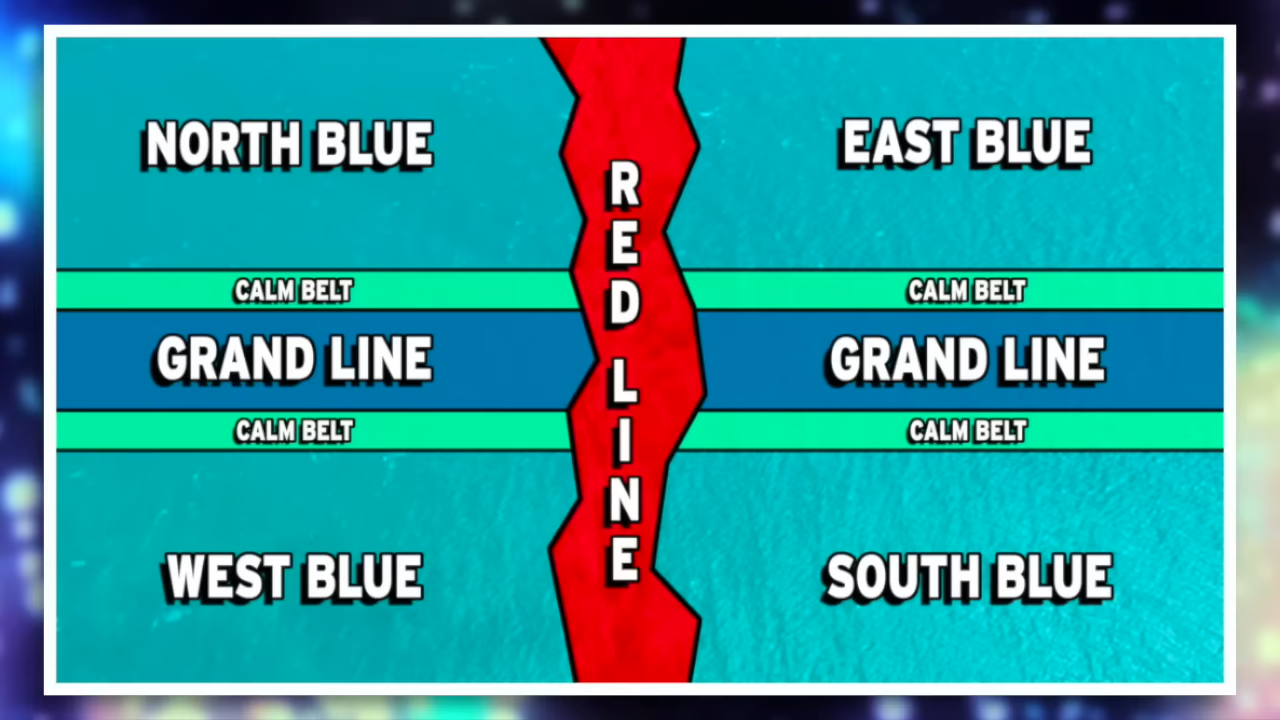 NORTH BLUE
EAST BLUE
RED LINE
CALM BELT
CALM BELT
GRAND LINE
GRAND LINE
CALM BELT
CALM BELT
WEST BLUE
SOUTH BLUE